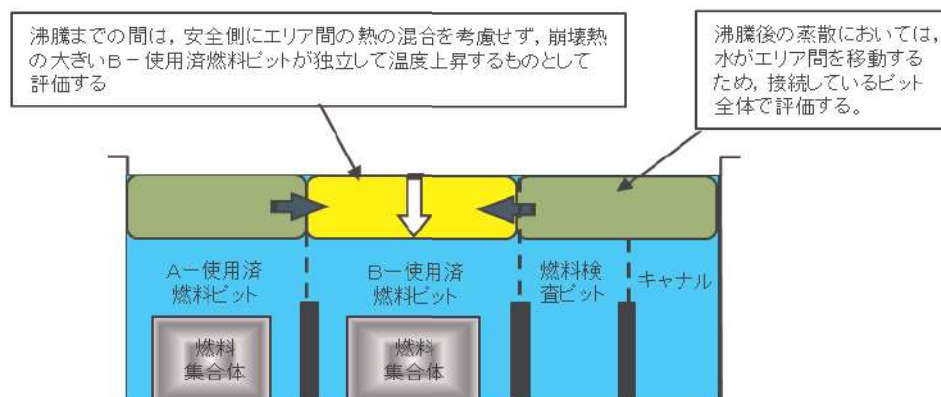 沸騰までの間は，安全側にエリア間の熱の混合を考慮せず，崩壊熱
の大きいＢ－使用済燃料ピットが独立して温度上昇するものとして
評価する
沸騰後の蒸散においては，
水がエリア間を移動する
ため，接続しているピット
全体で評価する。
A－使用済
燃料ピット
B－使用済
燃料ピット
燃料検
査ピット
キャナル
燃料
集合体
燃料
集合体